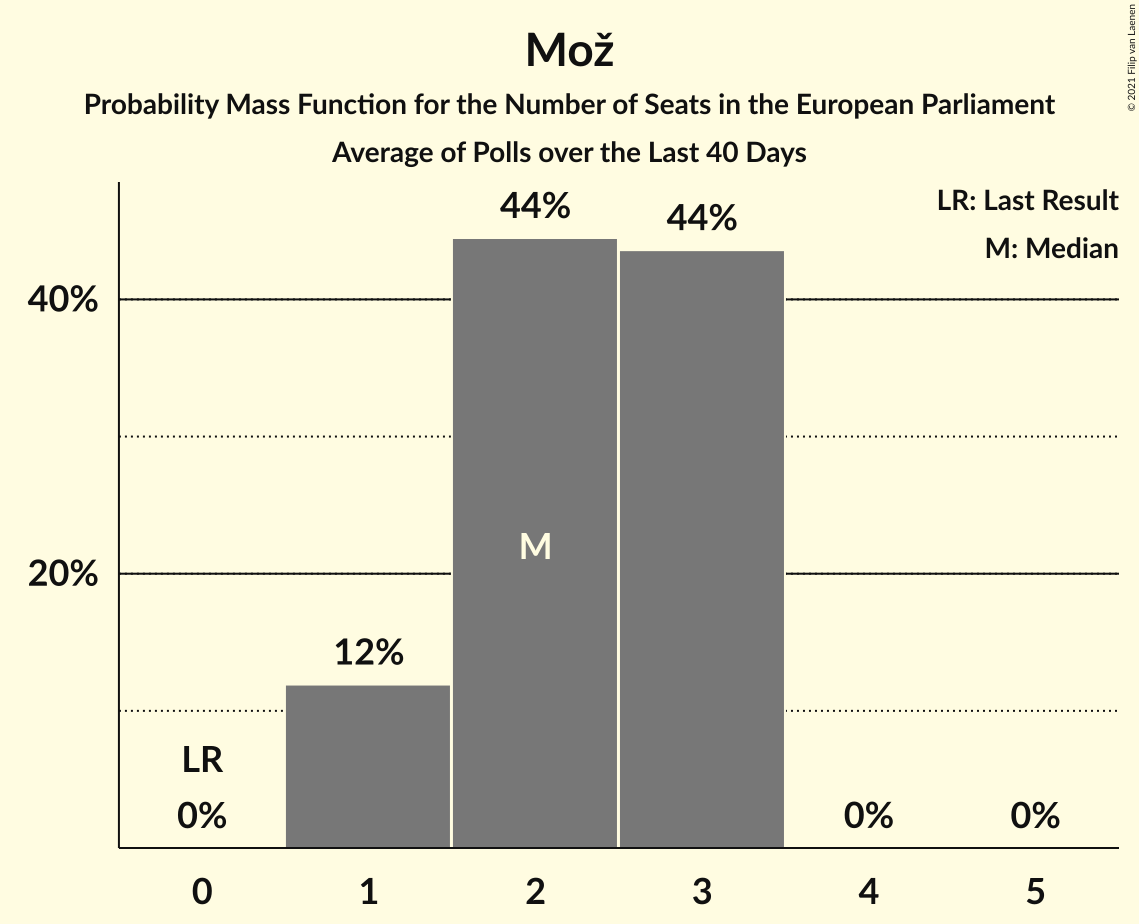 Mož
Probability Mass Function for the Number of Seats in the European Parliament
Average of Polls over the Last 40 Days
© 2021 Filip van Laenen
LR: Last Result
M: Median
44%
44%
40%
M
20%
12%
LR
0%
0%
0%
0
1
2
3
4
5